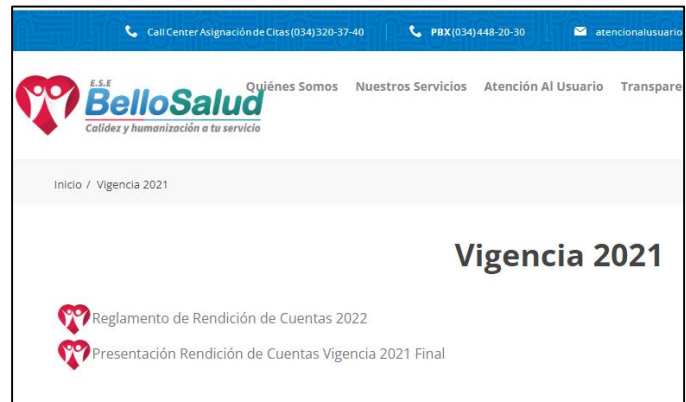 Call Center Asignación de Citas (034) 320-37-40 PBX (034) 448-20-30 atencionalusuario
E.S.E
BelloSalud
Calidez y humanización a tu servicio
Quiénes Somos Nuestros Servicios Atención Al Usuario Transpare
Inicio / Vigencia 2021
Vigencia 2021
Reglamento de Rendición de Cuentas 2022
Presentación Rendición de Cuentas Vigencia 2021 Final